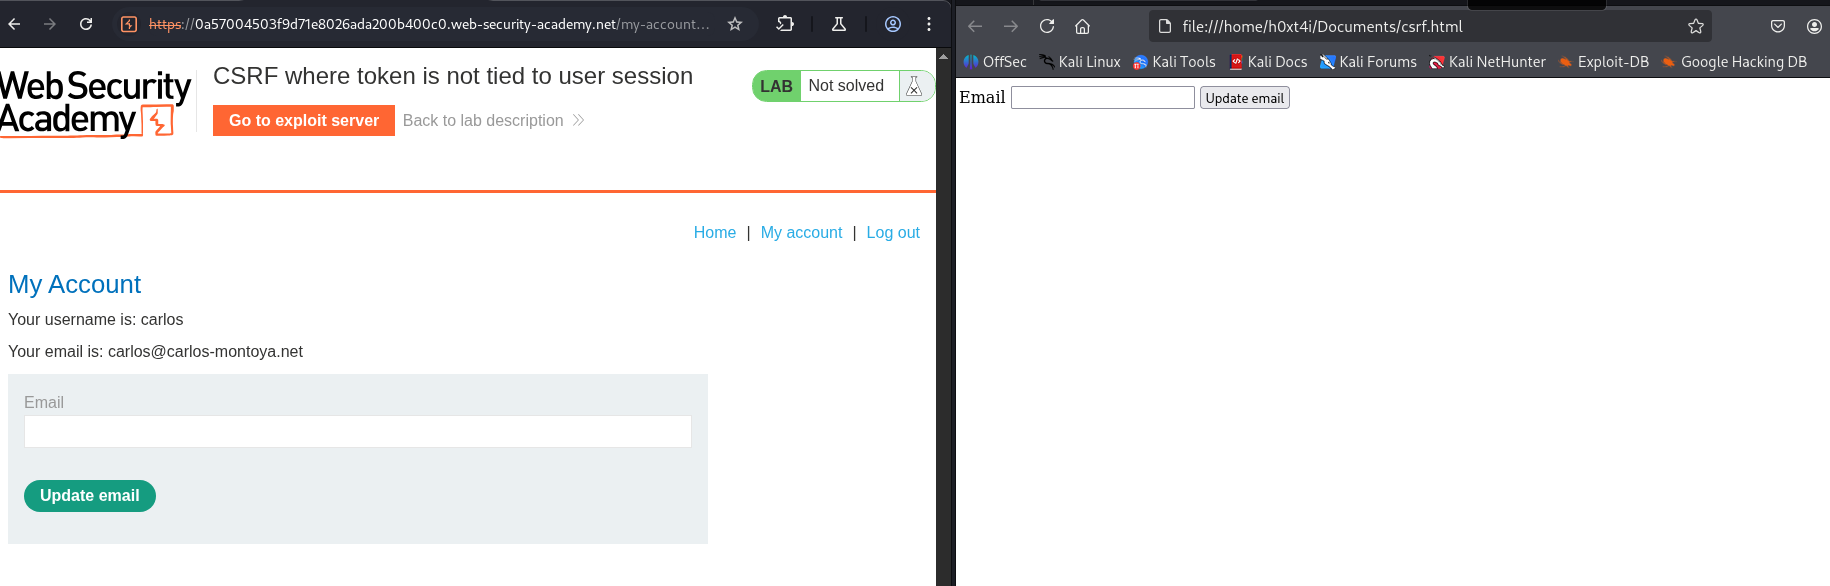 https://0a57004503f9d71e8026ada200b400c0.web-security-academy.net/my-account...
Web Security
Academy
CSRF where token is not tied to user session
Go to exploit server
Back to lab description
LAB Not solved
Home | My account | Log out
My Account
Your username is: carlos
Your email is: carlos@carlos-montoya.net
Email
Update email
file:///home/h0xt4i/Documents/csrf.html
OffSec Kali Linux Kali Tools Kali Docs Kali Forums Kali NetHunter Exploit-DB Google Hacking DB
Email Update email